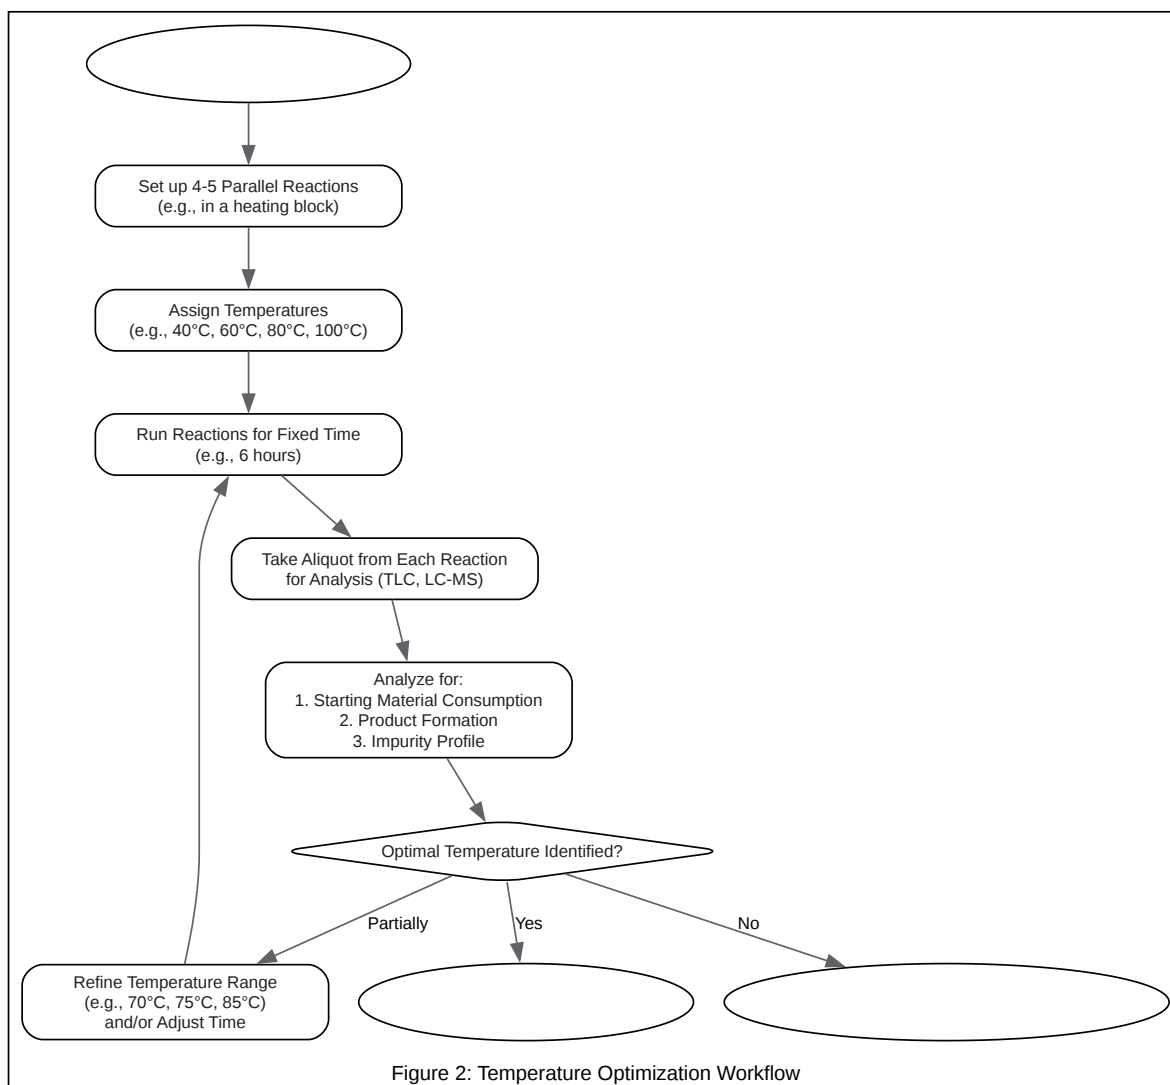 Set up 4-5 Parallel Reactions
(e.g., in a heating block)
Assign Temperatures
(e.g., 40°C, 60°C, 80°C, 100°C)
Run Reactions for Fixed Time
(e.g., 6 hours)
Take Aliquot from Each Reaction
for Analysis (TLC, LC-MS)
Analyze for:
1. Starting Material Consumption
2. Product Formation
3. Impurity Profile
Optimal Temperature Identified?
Partially
Yes
No
Refine Temperature Range
(e.g., 70°C, 75°C, 85°C)
and/or Adjust Time
Figure 2: Temperature Optimization Workflow